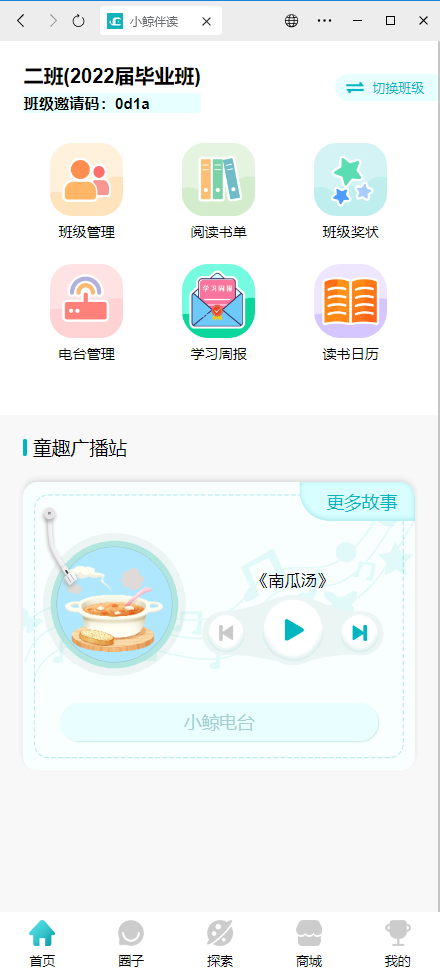 小鲸伴读
二班(2022届毕业班)
班级邀请码：0d1a
切换班级
班级管理
阅读书单
班级奖状
学习周报
电台管理
学习周报
读书日历
童趣广播站
更多故事
《南瓜汤》
小鲸电台
首页
圈子
探索
商城
我的